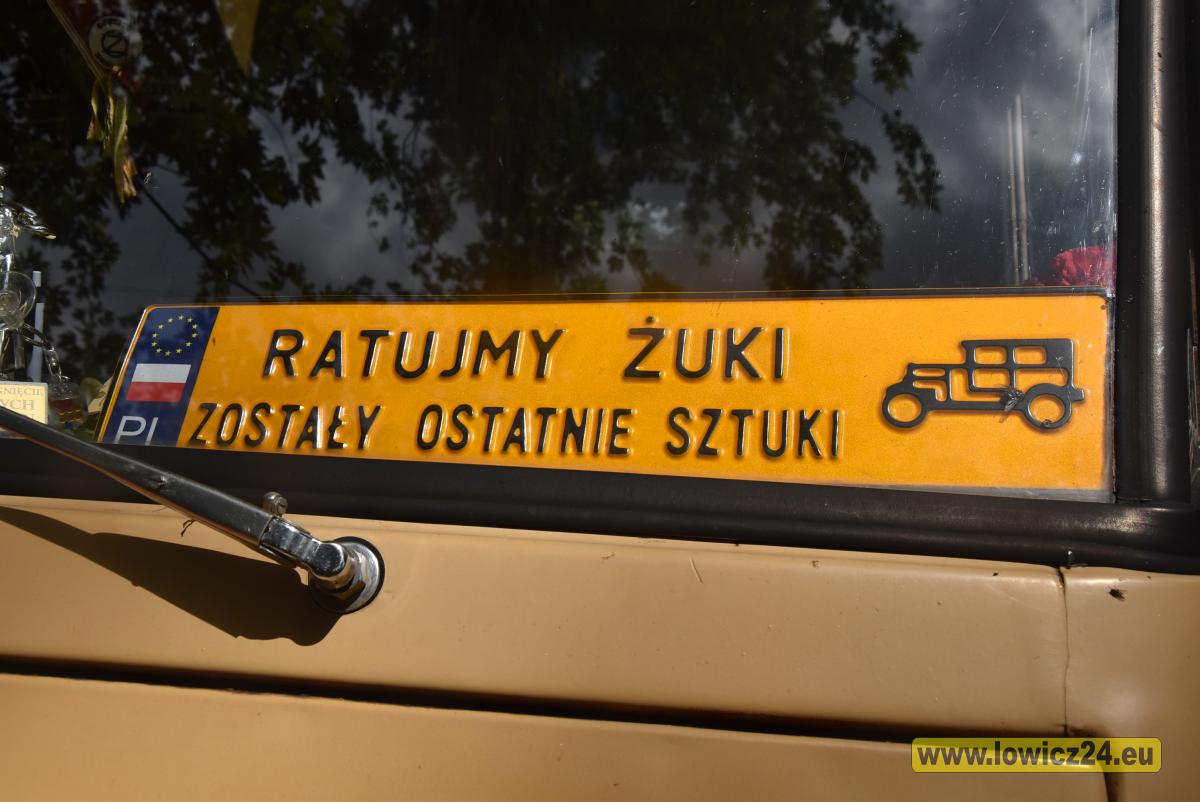 RATUJMY ŻUKI
PL
ZOSTAŁY OSTATNIE SZTUKI
www.lowicz24.eu